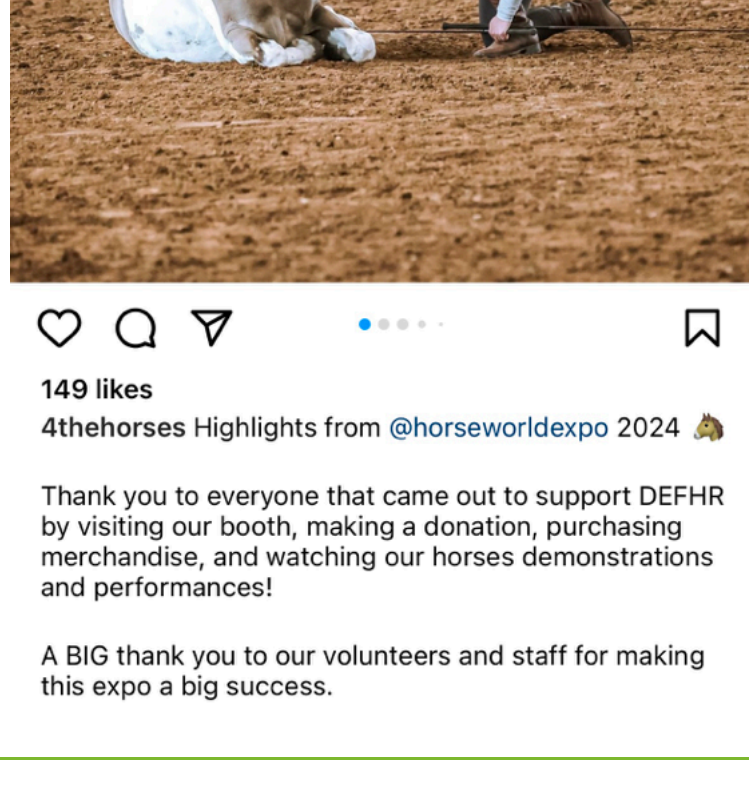 149 likes
4thehorses Highlights from @horseworldexpo 2024 🐴
Thank you to everyone that came out to support DEFHR
by visiting our booth, making a donation, purchasing
merchandise, and watching our horses demonstrations
and performances!
A BIG thank you to our volunteers and staff for making
this expo a big success.